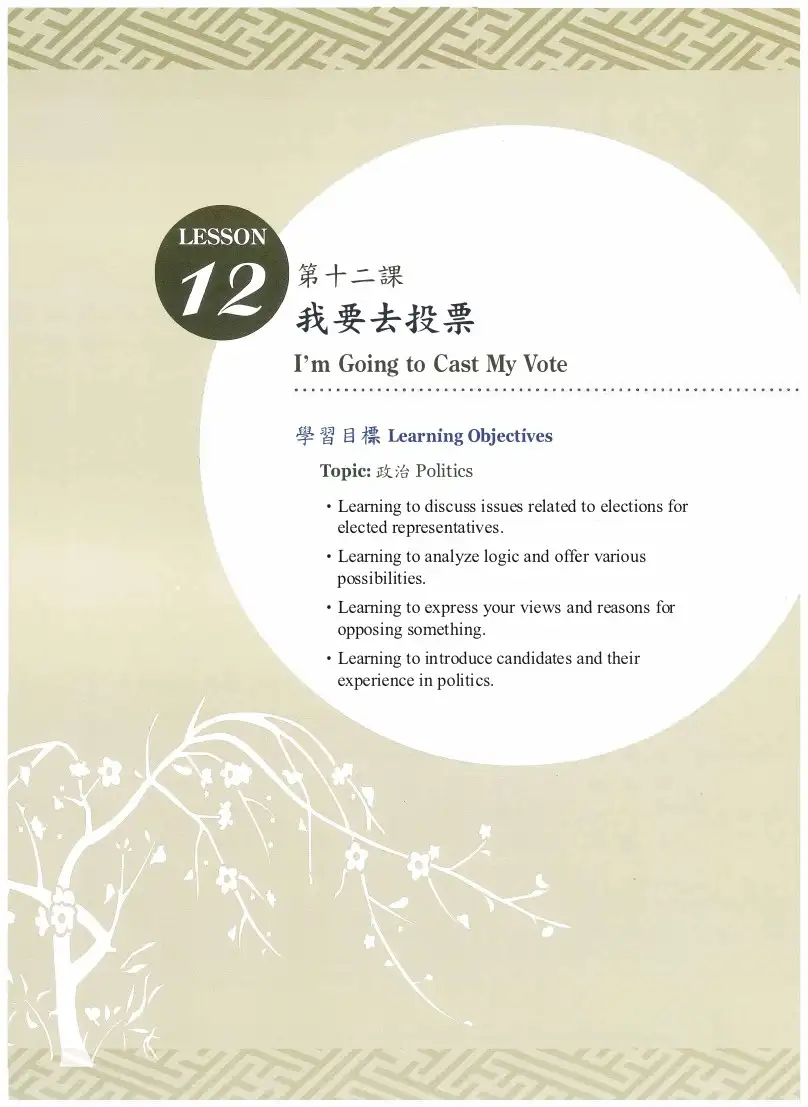 LESSON
12
第十二課
我要去投票
I'm Going to Cast My Vote
學習目標 Learning Objectives
Topic: 政治 Politics
• Learning to discuss issues related to elections for
elected representatives.
• Learning to analyze logic and offer various
possibilities.
• Learning to express your views and reasons for
opposing something.
• Learning to introduce candidates and their
experience in politics.